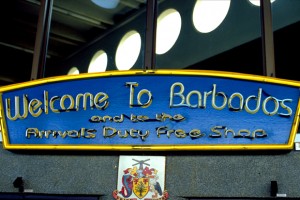 Welcome To Barbados
and to the
Arrivals Duty Free Shop